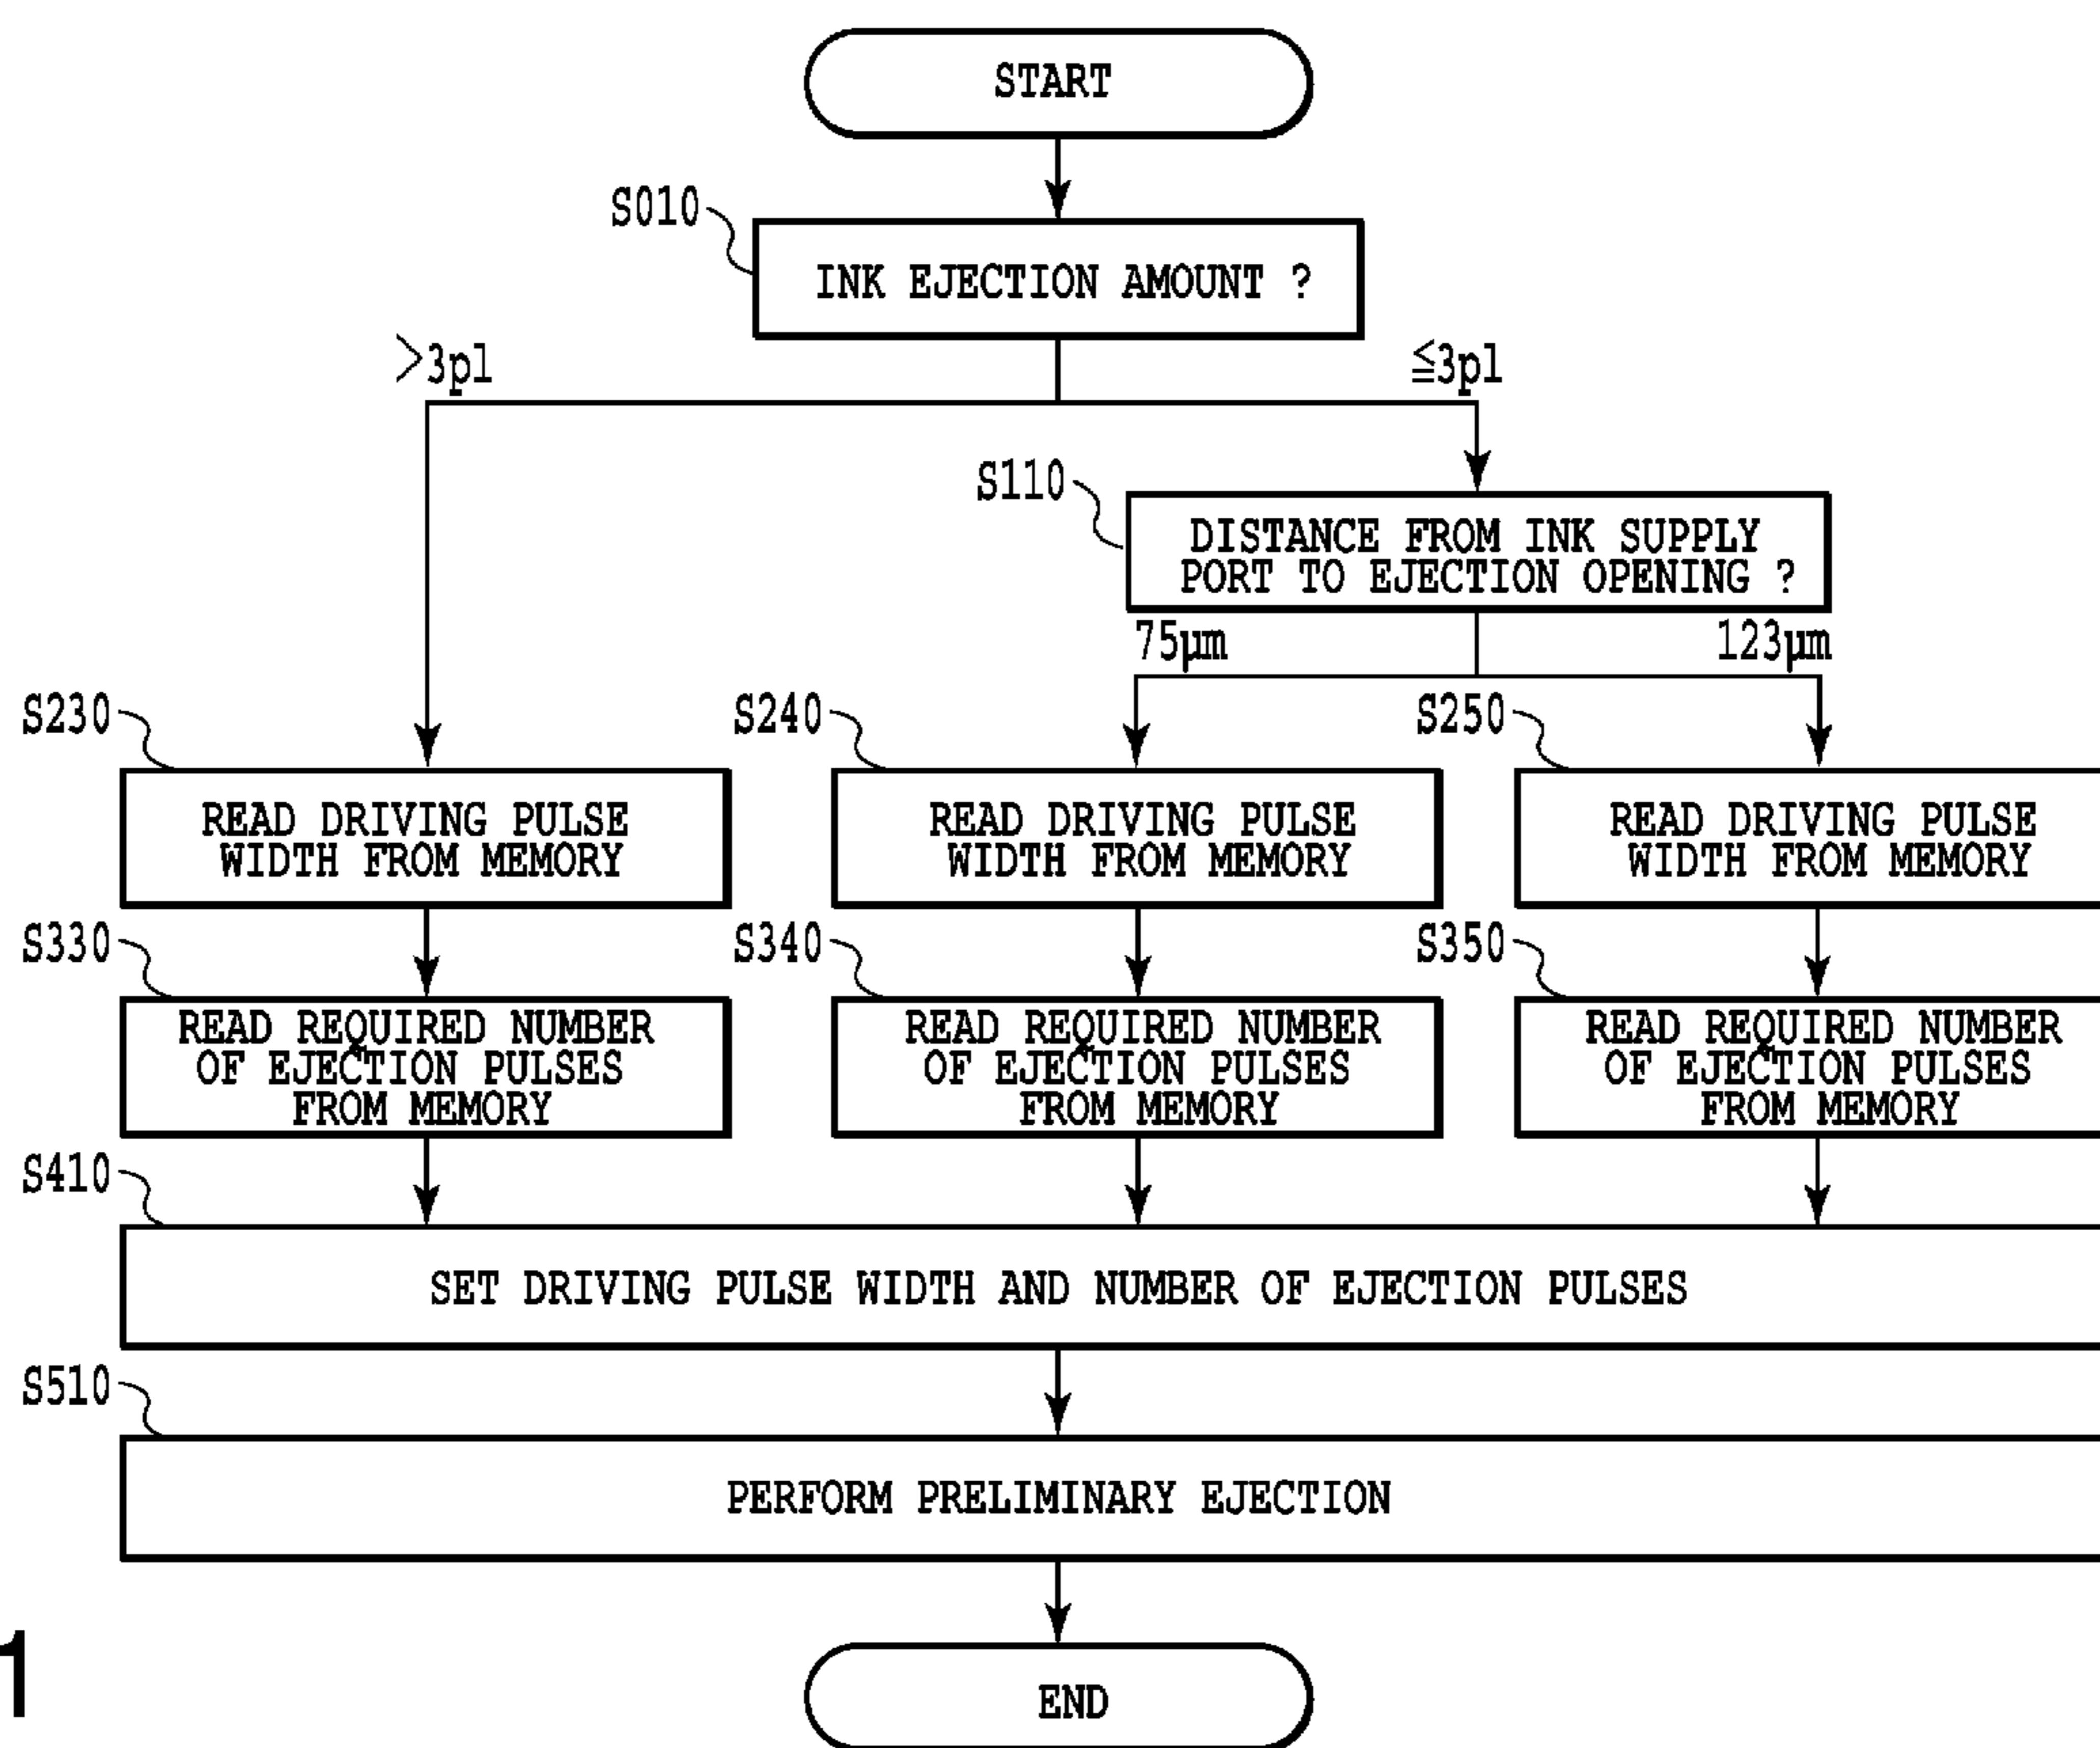 START
S010
INK EJECTION AMOUNT ?
>3pl
≦3pl
S110
DISTANCE FROM INK SUPPLY
PORT TO EJECTION OPENING ?
75µm
123µm
S230
S240
S250
READ DRIVING PULSE
WIDTH FROM MEMORY
READ DRIVING PULSE
WIDTH FROM MEMORY
READ DRIVING PULSE
WIDTH FROM MEMORY
S330
S340
S350
READ REQUIRED NUMBER
OF EJECTION PULSES
FROM MEMORY
READ REQUIRED NUMBER
OF EJECTION PULSES
FROM MEMORY
READ REQUIRED NUMBER
OF EJECTION PULSES
FROM MEMORY
S410
SET DRIVING PULSE WIDTH AND NUMBER OF EJECTION PULSES
S510
PERFORM PRELIMINARY EJECTION
1
END